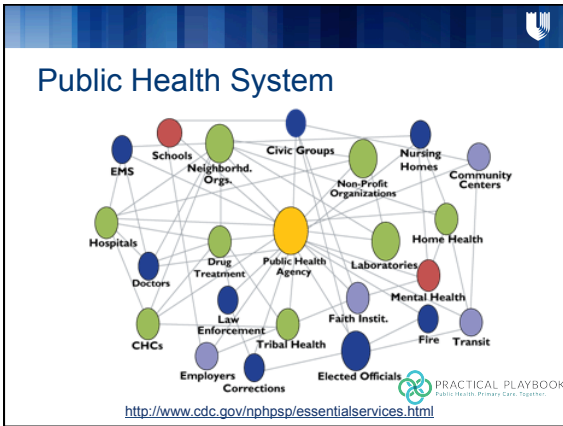 Public Health System
Civic Groups
Schools
EMS
Neighborhd.
Orgs.
Nursing
Homes
Community
Centers
Non-Profit
Organizations
Hospitals
Doctors
Drug
Treatment
Public Health
Agency
Laboratories
Home Health
Mental Health
CHCs
Law
Enforcement
Tribal Health
Faith Instit.
Fire
Transit
Employers
Corrections
Elected Officials
PRACTICAL PLAYBOOK
Public Health. Primary Care. Together.
http://www.cdc.gov/nphpsp/essentialservices.html